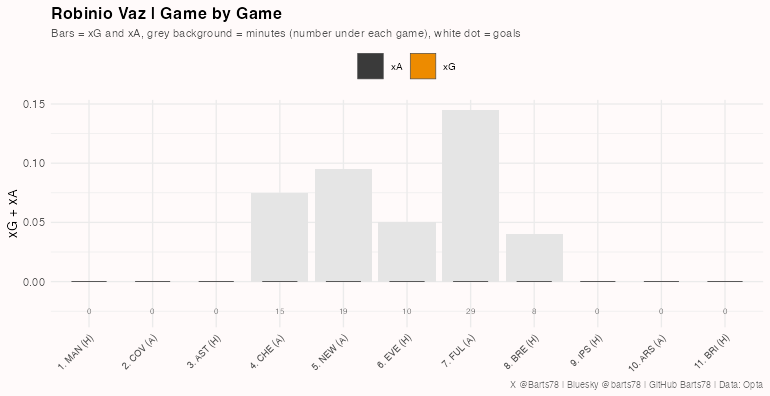 Robinio Vaz | Game by Game
Bars = xG and xA, grey background = minutes (number under each game), white dot = goals
xA xG
xG + xA
0.15
0.10
0.05
0.00
0 0 0 15 19 10 29 8 0 0 0
1. MAN (H) 2. COV (A) 3. AST (H) 4. CHE (A) 5. NEW (A) 6. EVE (H) 7. FUL (A) 8. BRE (H) 9. IPS (H) 10. ARS (A) 11. BRI (H)
X @Barts78 | Bluesky @barts78 | GitHub Barts78 | Data: Opta